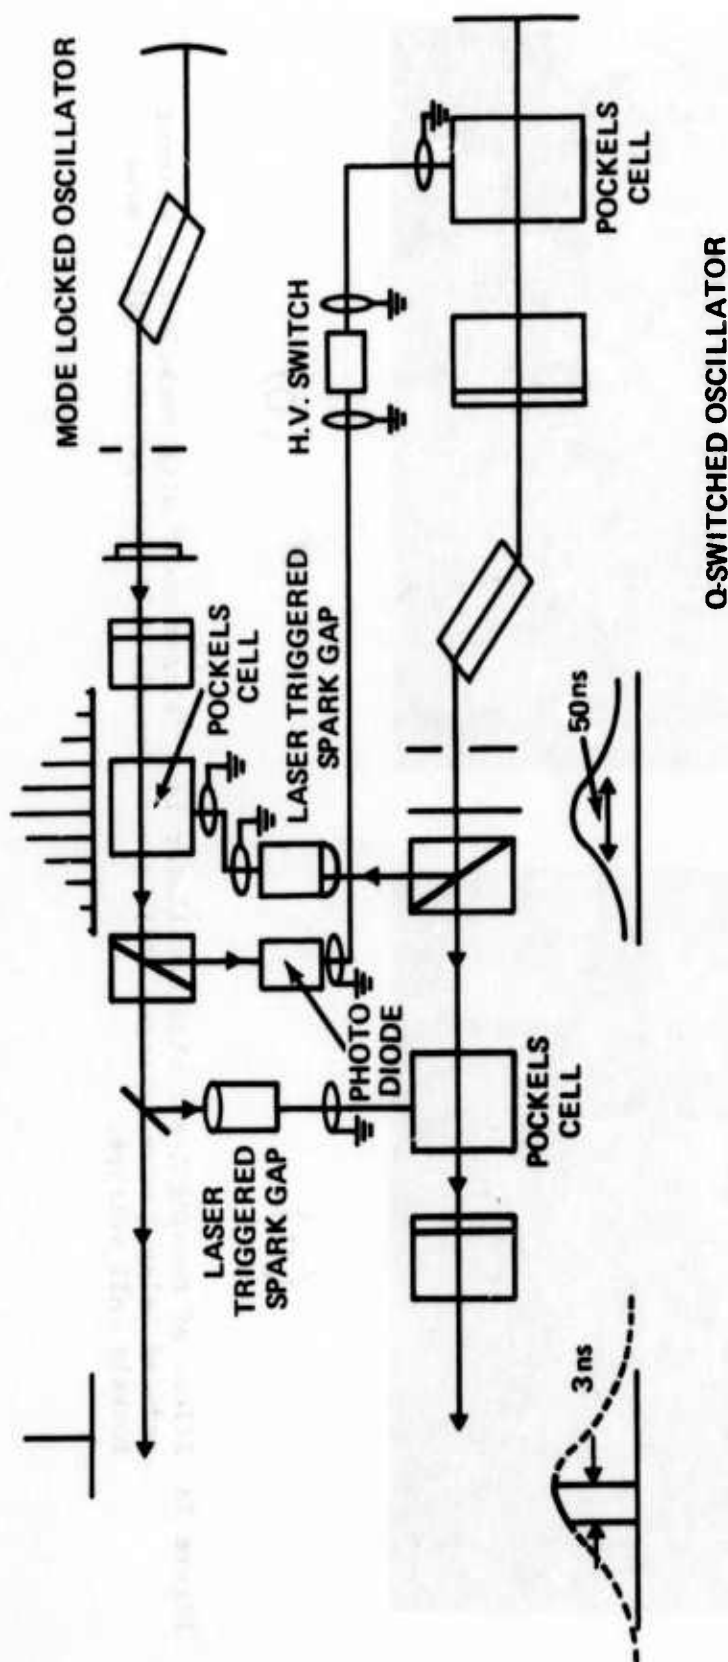 MODE LOCKED OSCILLATOR
POCKELS
CELL
H.V. SWITCH
LASER TRIGGERED
SPARK GAP
POCKELS
CELL
PHOTO
DIODE
LASER
TRIGGERED
SPARK GAP
POCKELS
CELL
50ns
3ns
Q-SWITCHED OSCILLATOR